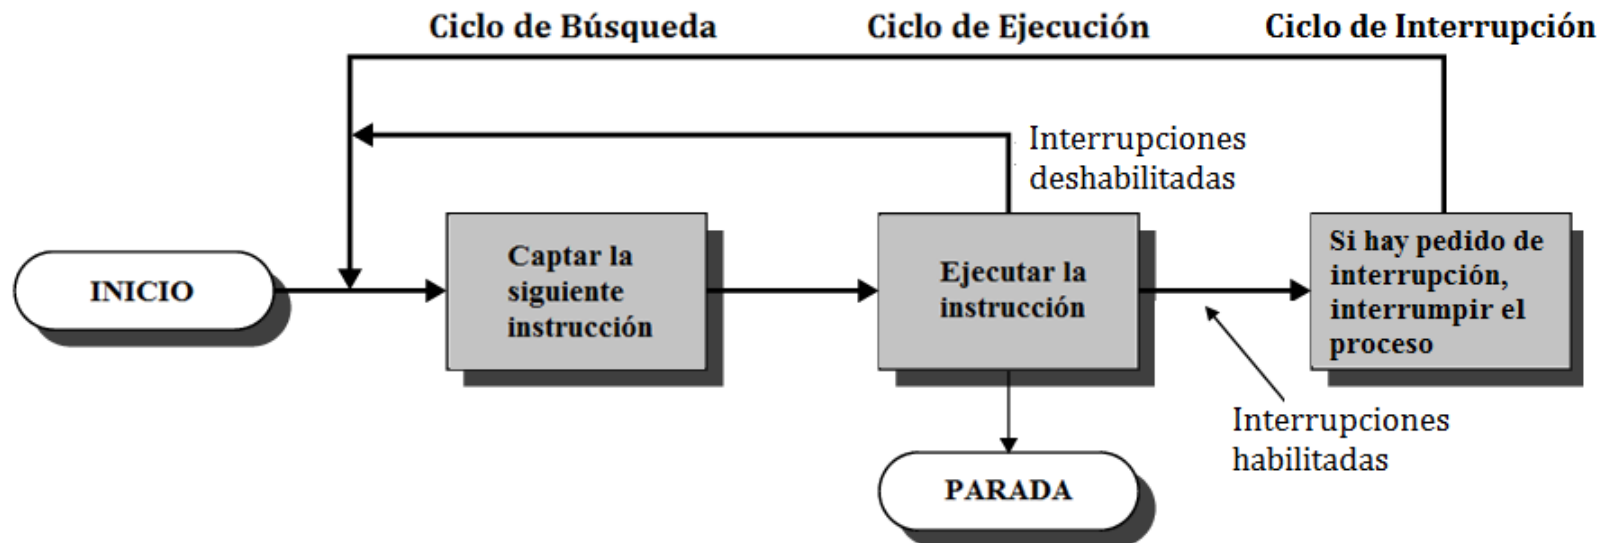 Ciclo de Búsqueda
Ciclo de Ejecución
Ciclo de Interrupción
Interrupciones
deshabilitadas
INICIO
Captar la
siguiente
instrucción
Ejecutar la
instrucción
Si hay pedido de
interrupción,
interrumpir el
proceso
Interrupciones
habilitadas
PARADA